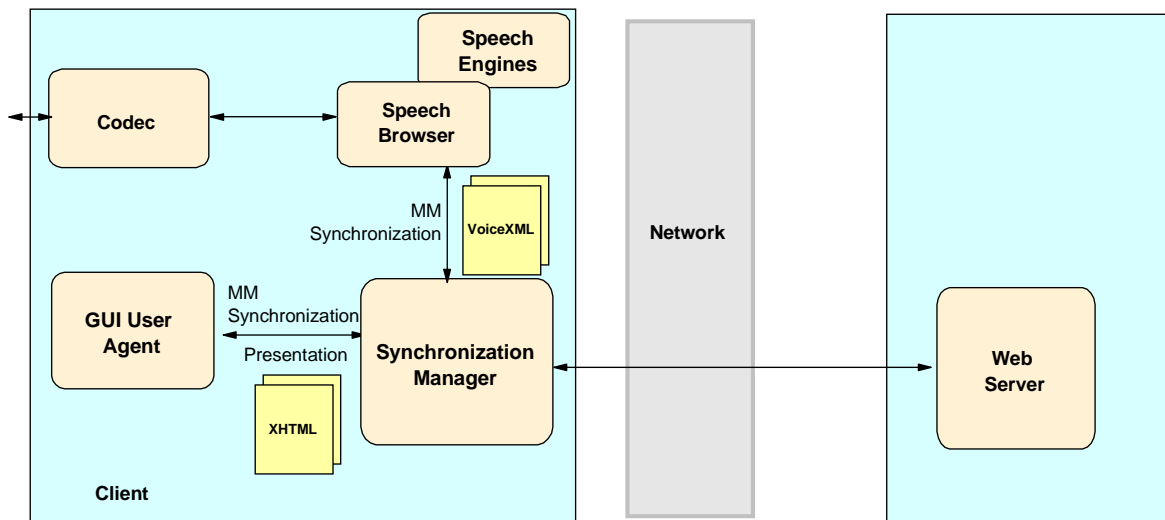 Speech
Engines
Codec
Speech
Browser
MM
Synchronization
VoiceXML
Network
GUI User
Agent
MM
Synchronization
Presentation
XHTML
Synchronization
Manager
Web
Server
Client